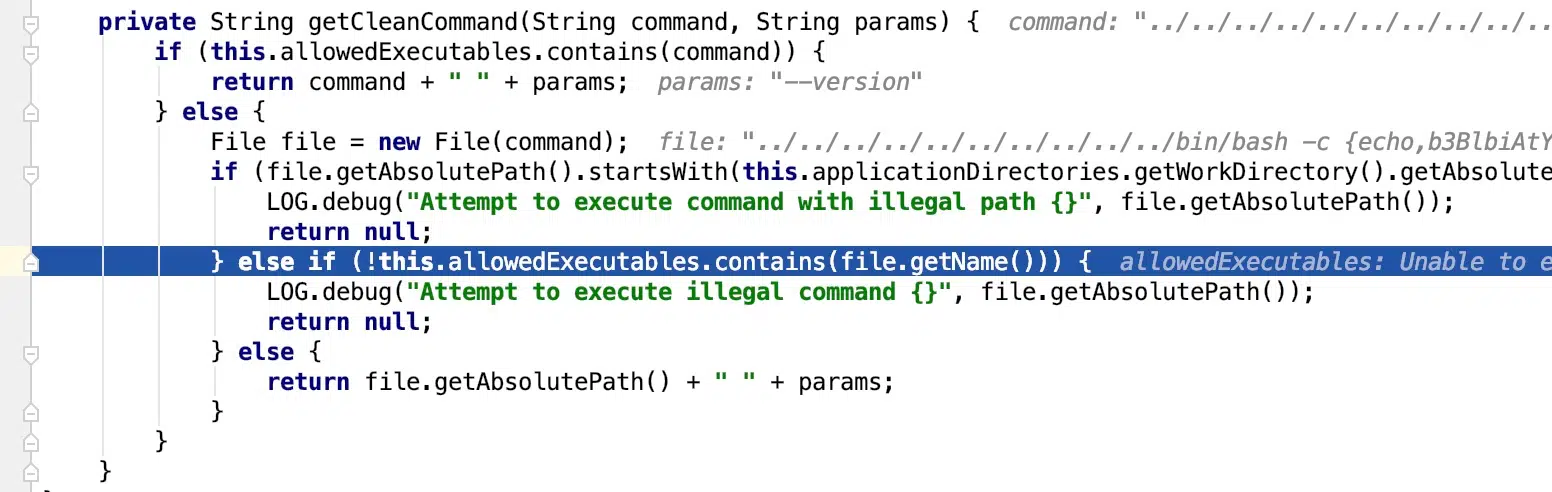 private String getCleanCommand(String command, String params) {  command: "../../../../../../../../../..
if (this.allowedExecutables.contains(command)) {
return command + " " + params;  params: "--version"
} else {
File file = new File(command);  file: "../../../../../../../../../../bin/bash -c {echo,b3BlbiAtY
if (file.getAbsolutePath().startsWith(this.applicationDirectories.getWorkDirectory().getAbsolute
LOG.debug("Attempt to execute command with illegal path {}", file.getAbsolutePath());
return null;
} else if (!this.allowedExecutables.contains(file.getName())) {  allowedExecutables: Unable to e
LOG.debug("Attempt to execute illegal command {}", file.getAbsolutePath());
return null;
} else {
return file.getAbsolutePath() + " " + params;
}
}
}